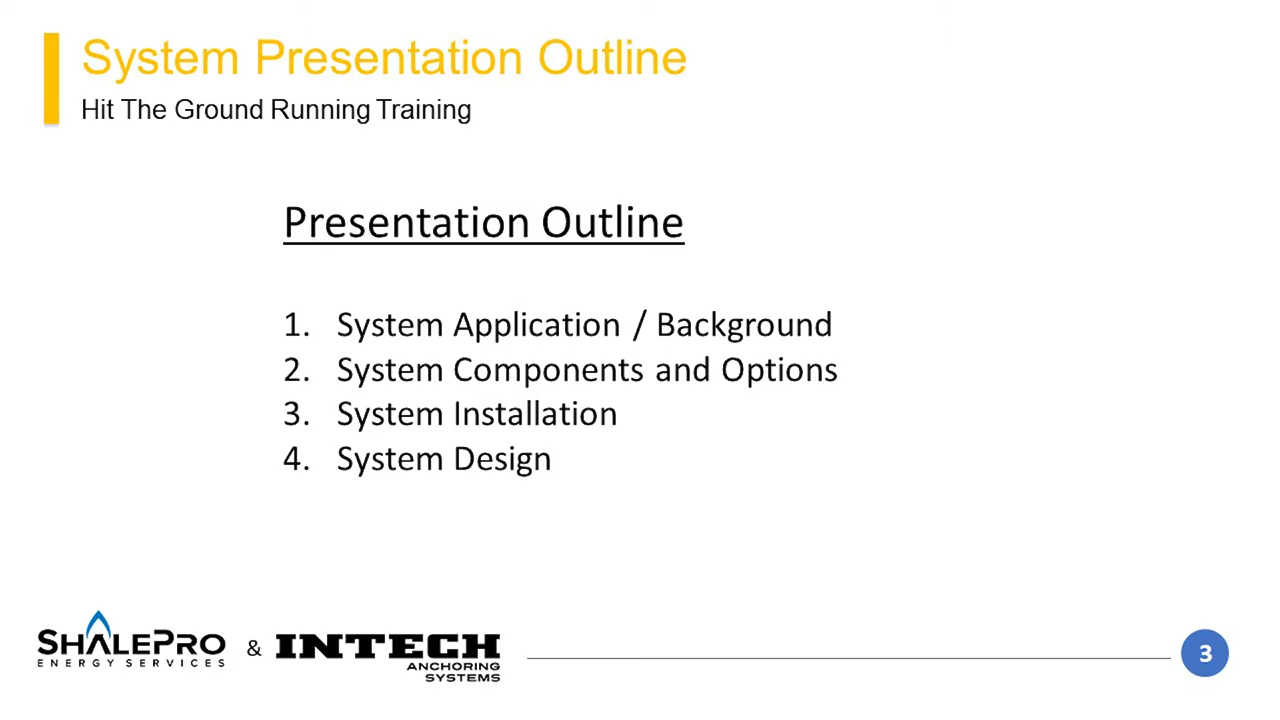 System Presentation Outline
Hit The Ground Running Training
Presentation Outline
1. System Application / Background
2. System Components and Options
3. System Installation
4. System Design
SHALEPRO
ENERGY SERVICES
&
INTECH
ANCHORING
SYSTEMS
3